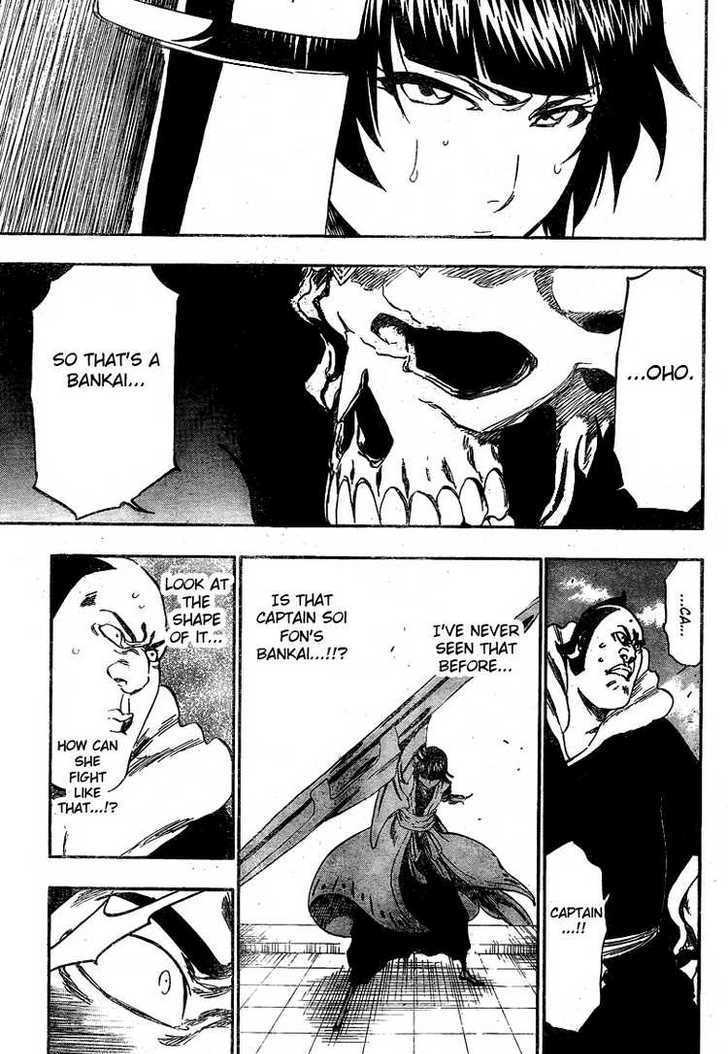 ...OHO.
SO THAT'S A
BANKAI...
...CA...
CAPTAIN
...!!
I'VE NEVER
SEEN THAT
BEFORE...
IS THAT
CAPTAIN SOI
FON'S
BANKAI...!!?
LOOK AT
THE
SHAPE
OF IT...
HOW CAN
SHE
FIGHT
LIKE
THAT...!?